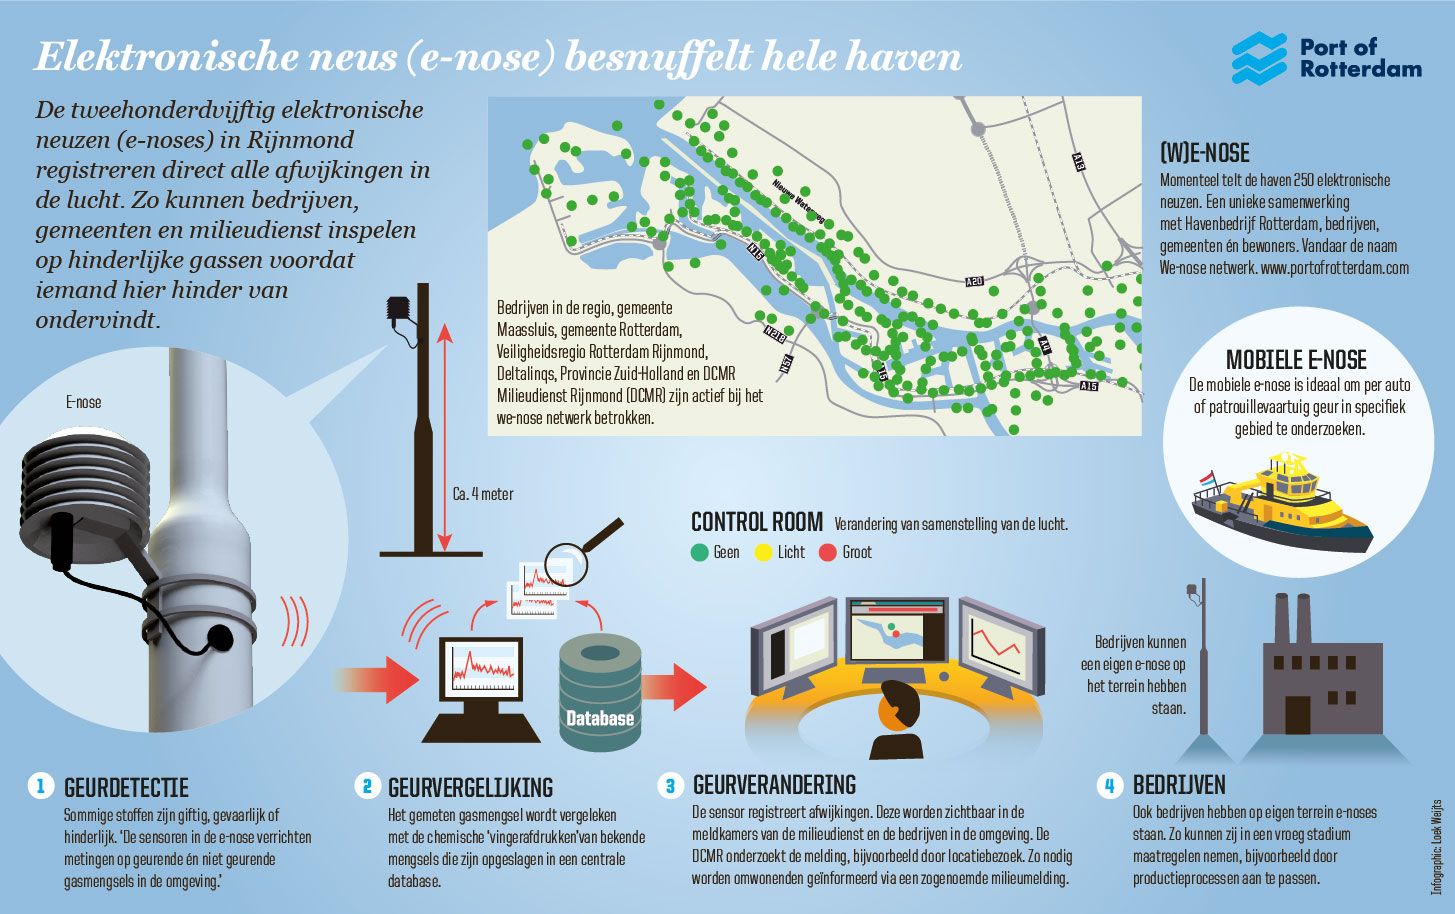 Elektronische neus (e-nose) besnuffelt hele haven
Port of
Rotterdam
De tweehonderdvijftig elektronische
neuzen (e-noses) in Rijnmond
registreren direct alle afwijkingen in
de lucht. Zo kunnen bedrijven,
gemeenten en milieudienst inspelen
op hinderlijke gassen voordat
iemand hier hinder van
ondervindt.
Nieuwe Waterweg
A13
N15
A20
N218
N57
A15
A4
A15
Bedrijven in de regio, gemeente
Maassluis, gemeente Rotterdam,
Veiligheidsregio Rotterdam Rijnmond,
Deltalinqs, Provincie Zuid-Holland en DCMR
Milieudienst Rijnmond (DCMR) zijn actief bij het
we-nose netwerk betrokken.
(W)E-NOSE
Momenteel telt de haven 250 elektronische
neuzen. Een unieke samenwerking
met Havenbedrijf Rotterdam, bedrijven,
gemeenten én bewoners. Vandaar de naam
We-nose netwerk. www.portofrotterdam.com
MOBIELE E-NOSE
De mobiele e-nose is ideaal om per auto
of patrouillevaartuig geur in specifiek
gebied te onderzoeken.
E-nose
Ca. 4 meter
CONTROL ROOM Verandering van samenstelling van de lucht.
Geen Licht Groot
Database
Bedrijven kunnen
een eigen e-nose op
het terrein hebben
staan.
1 GEURDETECTIE
Sommige stoffen zijn giftig, gevaarlijk of
hinderlijk. ‘De sensoren in de e-nose verrichten
metingen op geurende én niet geurende
gasmengsels in de omgeving.’
2 GEURVERGELIJKING
Het gemeten gasmengsel wordt vergeleken
met de chemische ‘vingerafdrukken’van bekende
mengsels die zijn opgeslagen in een centrale
database.
3 GEURVERANDERING
De sensor registreert afwijkingen. Deze worden zichtbaar in de
meldkamers van de milieudienst en de bedrijven in de omgeving. De
DCMR onderzoekt de melding, bijvoorbeeld door locatiebezoek. Zo nodig
worden omwonenden geïnformeerd via een zogenoemde milieumelding.
4 BEDRIJVEN
Ook bedrijven hebben op eigen terrein e-noses
staan. Zo kunnen zij in een vroeg stadium
maatregelen nemen, bijvoorbeeld door
productieprocessen aan te passen.
Infographic: Loek Weijts